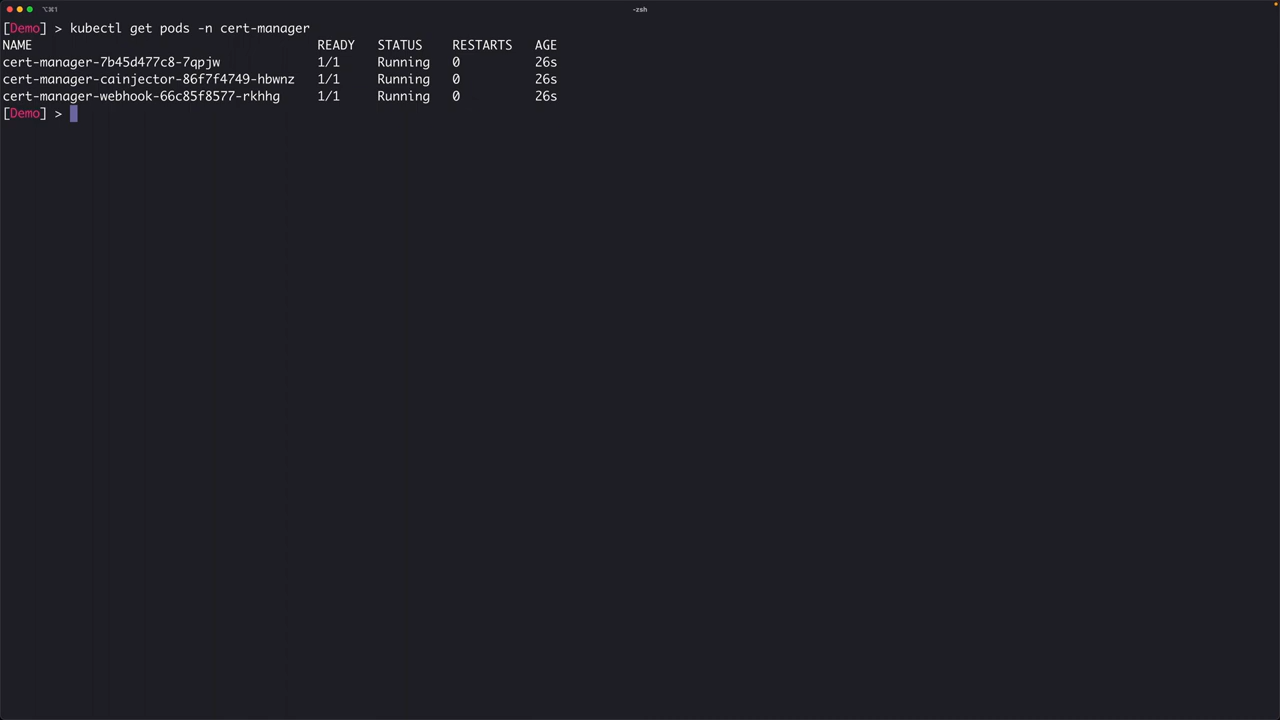 ⌥⌘1
-zsh
[Demo] > kubectl get pods -n cert-manager
NAME READY STATUS RESTARTS AGE
cert-manager-7b45d477c8-7qpjw 1/1 Running 0 26s
cert-manager-cainjector-86f7f4749-hbwnz 1/1 Running 0 26s
cert-manager-webhook-66c85f8577-rkhhg 1/1 Running 0 26s
[Demo] >